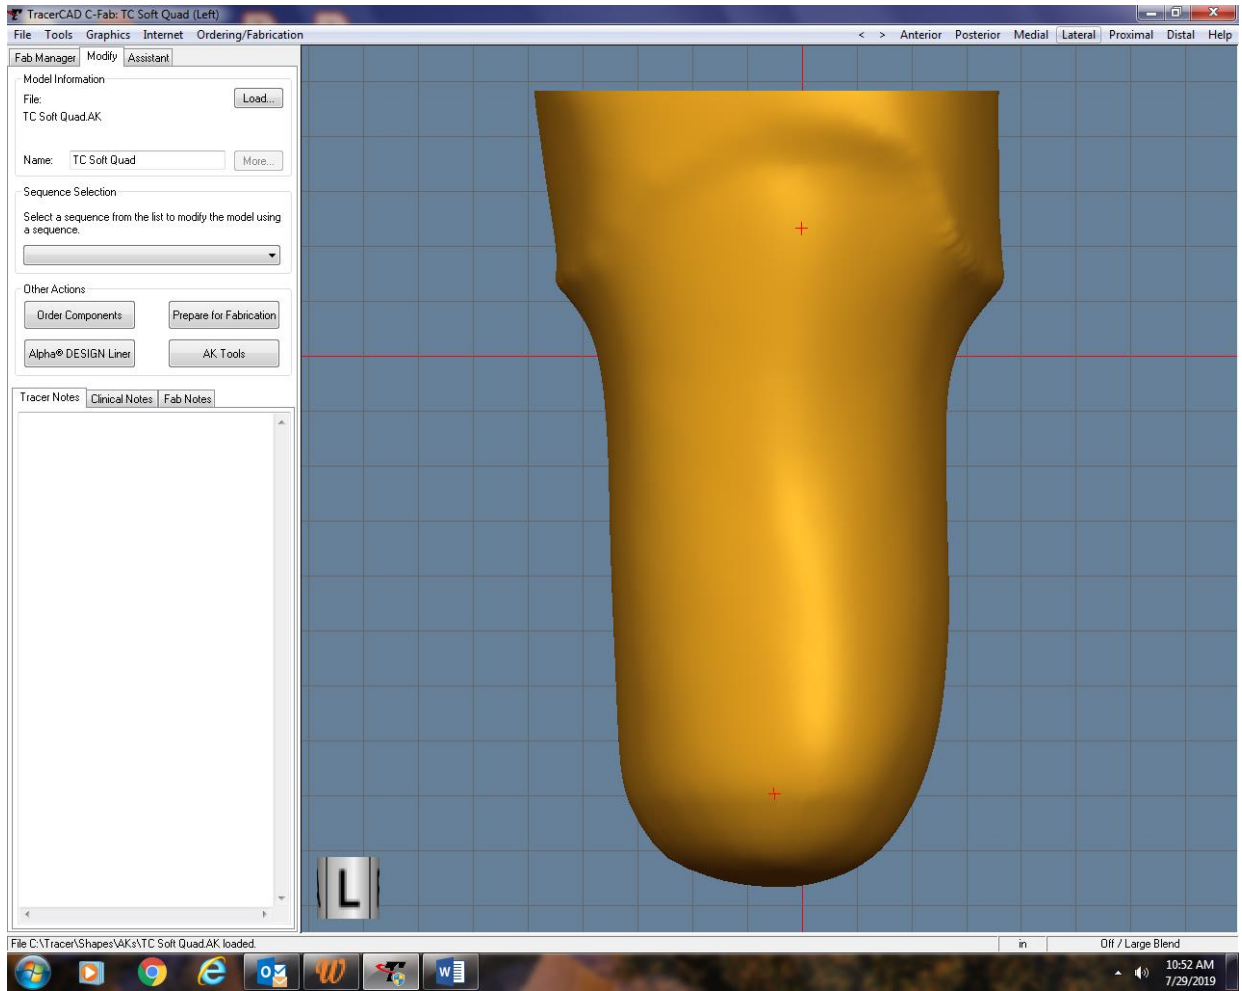 TracerCAD C-Fab: TC Soft Quad (Left)
File Tools Graphics Internet Ordering/Fabrication < > Anterior Posterior Medial Lateral Proximal Distal Help
Fab Manager Modify Assistant
Model Information
File: Load...
TC Soft Quad.AK
Name: TC Soft Quad More...
Sequence Selection
Select a sequence from the list to modify the model using
a sequence.
Other Actions
Order Components Prepare for Fabrication
Alpha® DESIGN Liner AK Tools
Tracer Notes Clinical Notes Fab Notes
L
File C:\Tracer\Shapes\AKs\TC Soft Quad.AK loaded. in Off / Large Blend
10:52 AM
7/29/2019